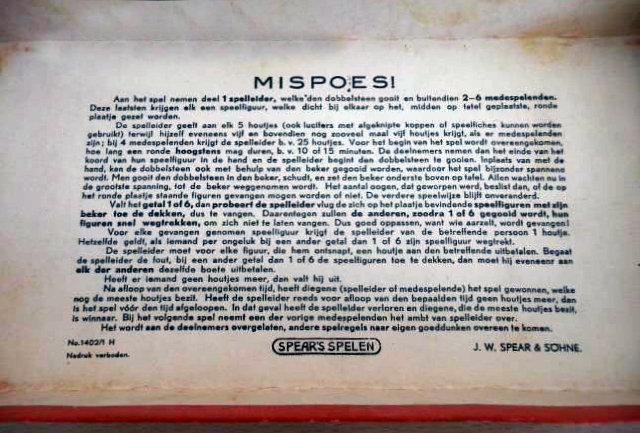 MISPOES!
Aan het spel nemen deel 1 spelleider, welke den dobbelsteen gooit en buitendien 2–6 medespelenden.
Deze laatsten krijgen elk een speelfiguur, welke dicht bij elkaar op het, midden op tafel geplaatste, ronde
plaatje gezet worden.
De spelleider geeft aan elk 5 houtjes (ook lucifers met afgeknipte koppen of speelfiches kunnen worden
gebruikt) terwijl hijzelf eveneens vijf en bovendien nog zooveel maal vijf houtjes krijgt, als er medespelenden
zijn; bij 4 medespelenden krijgt de spelleider b. v. 25 houtjes. Voor het begin van het spel wordt overeengekomen,
hoe lang een ronde hoogstens mag duren, b. v. 10 of 15 minuten. De deelnemers nemen dan het einde van het
koord van hun speelfiguur in de hand en de spelleider begint den dobbelsteen te gooien. Inplaats van met de
hand, kan de dobbelsteen ook met behulp van den beker gegooid worden, waardoor het spel bijzonder spannend
wordt. Men gooit den dobbelsteen in den beker, schudt, en zet den beker onderste boven op tafel. Allen wachten nu in
de grootste spanning, tot de beker weggenomen wordt. Het aantal oogen, dat geworpen werd, beslist dan, of de op
het ronde plaatje staande figuren gevangen mogen worden of niet. De verdere spelwijze blijft onveranderd.
Valt het getal 1 of 6, dan probeert de spelleider vlug de zich op het plaatje bevindende speelfiguren met zijn
beker toe de dekken, dus te vangen. Daarentegen zullen de anderen, zoodra 1 of 6 gegooid wordt, hun
figuren snel wegtrekken, om zich niet te laten vangen. Dus goed oppassen, want wie aarzelt, wordt gevangen!
Voor elke gevangen genomen speelfiguur krijgt de spelleider van de betreffende persoon 1 houtje.
Hetzelfde geldt, als iemand per ongeluk bij een ander getal dan 1 of 6 zijn speelfiguur wegtrekt.
De spelleider moet voor elke figuur, die hem ontsnapt, een houtje aan den betreffende uitbetalen. Begaat
de spelleider de fout, bij een ander getal dan 1 of 6 de speelfiguren toe te dekken, dan moet hij eveneens aan
elk der anderen dezelfde boete uitbetalen.
Heeft er iemand geen houtjes meer, dan valt hij uit.
Na afloop van den overeengekomen tijd, heeft diegene (spelleider of medespelende) het spel gewonnen, welke
nog de meeste houtjes bezit. Heeft de spelleider reeds voor afloop van den bepaalden tijd geen houtjes meer, dan
is het spel vóór den tijd afgeloopen. In dat geval heeft de spelleider verloren en diegene, die de meeste houtjes bezit,
is winnaar. Bij het volgende spel neemt een der vorige medespelenden het ambt van spelleider over.
Het wordt aan de deelnemers overgelaten, andere spelregels naar eigen goeddunken overeen te komen.
No. 1402/1 H
Nadruk verboden.
SPEAR'S SPELEN
J. W. SPEAR & SÖHNE.